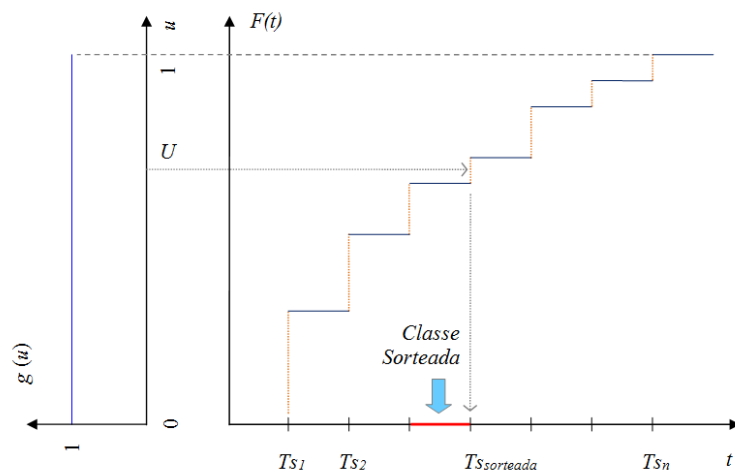 u
F(t)
1
U
Classe
Sorteada
g (u)
0
1
Ts1
Ts2
Tssorteada
Tsn
t